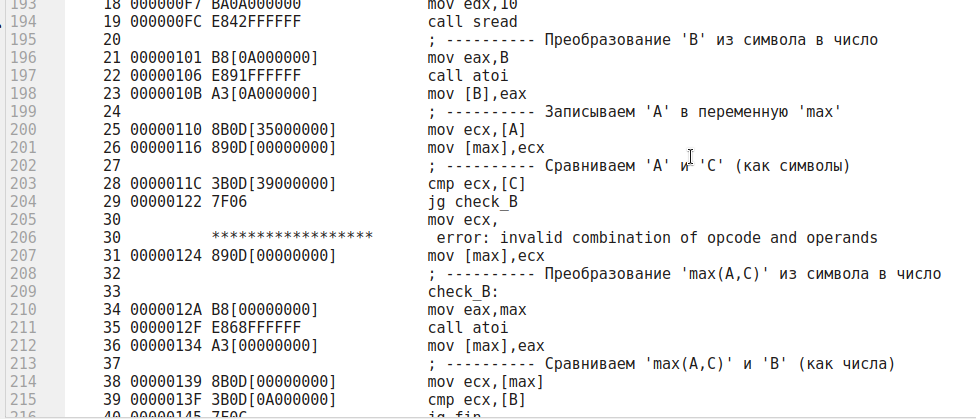 193 18 000000F7 BA0A000000 mov edx,10
194 19 000000FC E842FFFFFF call sread
195 20 ; ---------- Преобразование 'B' из символа в число
196 21 00000101 B8[0A000000] mov eax,B
197 22 00000106 E891FFFFFF call atoi
198 23 0000010B A3[0A000000] mov [B],eax
199 24 ; ---------- Записываем 'A' в переменную 'max'
200 25 00000110 8B0D[35000000] mov ecx,[A]
201 26 00000116 890D[00000000] mov [max],ecx
202 27 ; ---------- Сравниваем 'A' и 'C' (как символы)
203 28 0000011C 3B0D[39000000] cmp ecx,[C]
204 29 00000122 7F06 jg check_B
205 30 mov ecx,
206 30 ****************** error: invalid combination of opcode and operands
207 31 00000124 890D[00000000] mov [max],ecx
208 32 ; ---------- Преобразование 'max(A,C)' из символа в число
209 33 check_B:
210 34 0000012A B8[00000000] mov eax,max
211 35 0000012F E868FFFFFF call atoi
212 36 00000134 A3[00000000] mov [max],eax
213 37 ; ---------- Сравниваем 'max(A,C)' и 'B' (как числа)
214 38 00000139 8B0D[00000000] mov ecx,[max]
215 39 0000013F 3B0D[0A000000] cmp ecx,[B]
216 40 00000145 7F0C jg fin